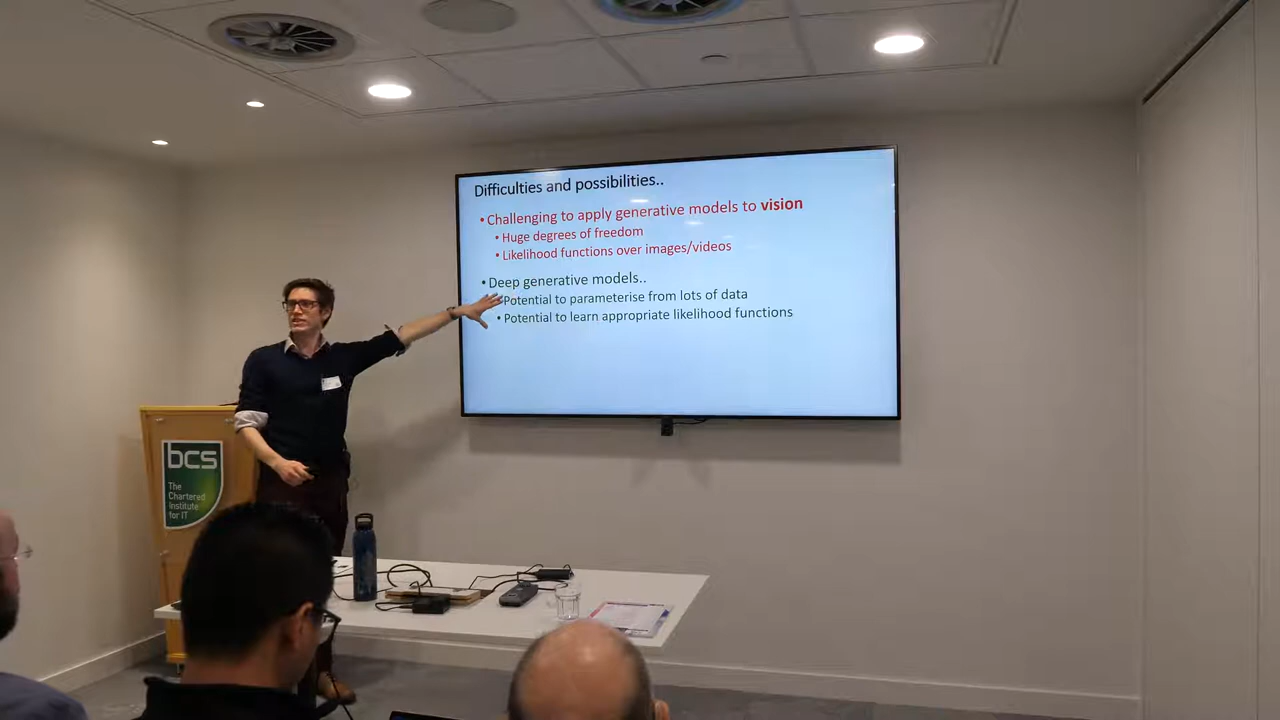 Difficulties and possibilities..
•Challenging to apply generative models to vision
•Huge degrees of freedom
•Likelihood functions over images/videos
•Deep generative models..
Potential to parameterise from lots of data
•Potential to learn appropriate likelihood functions
bcs
The
Chartered
Institute
for IT